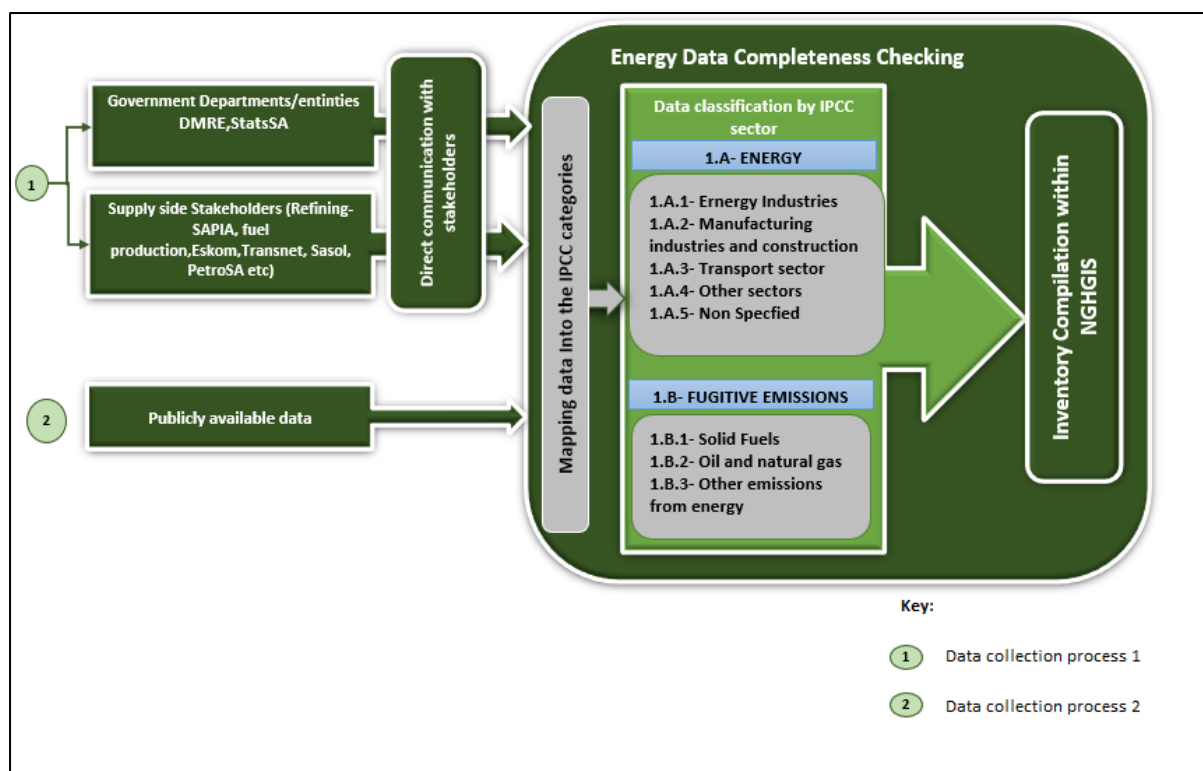 Energy Data Completeness Checking
Government Departments/entinties
DMRE,StatsSA
1
Supply side Stakeholders (Refining-
SAPIA, fuel
production,Eskom,Transnet, Sasol,
PetroSA etc)
Direct communication with
stakeholders
2
Publicly available data
Mapping data Into the IPCC categories
Data classification by IPCC
sector
1.A- ENERGY
1.A.1- Ernergy Industries
1.A.2- Manufacturing
industries and construction
1.A.3- Transport sector
1.A.4- Other sectors
1.A.5- Non Specfied
1.B- FUGITIVE EMISSIONS
1.B.1- Solid Fuels
1.B.2- Oil and natural gas
1.B.3- Other emissions
from energy
Inventory Compilation within
NGHGIS
Key:
1 Data collection process 1
2 Data collection process 2